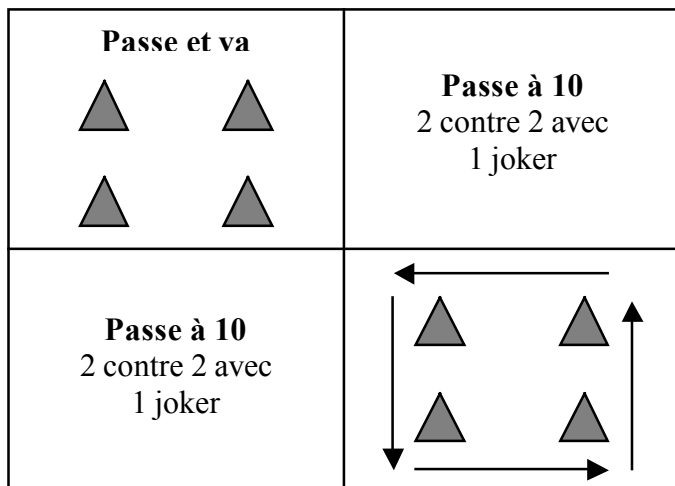 Passe et va
Passe à 10
2 contre 2 avec
1 joker
Passe à 10
2 contre 2 avec
1 joker